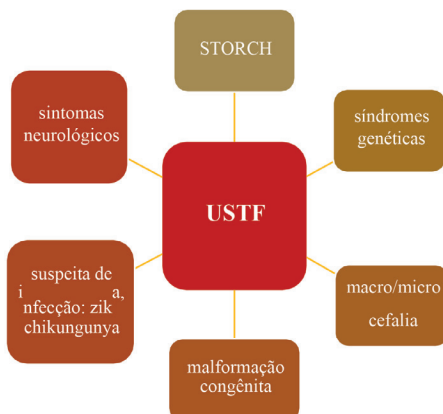 STORCH
sintomas
neurológicos
síndromes
genéticas
USTF
suspeita de
i a,
nfecção: zik
chikungunya
macro/micro
cefalia
malformação
congênita